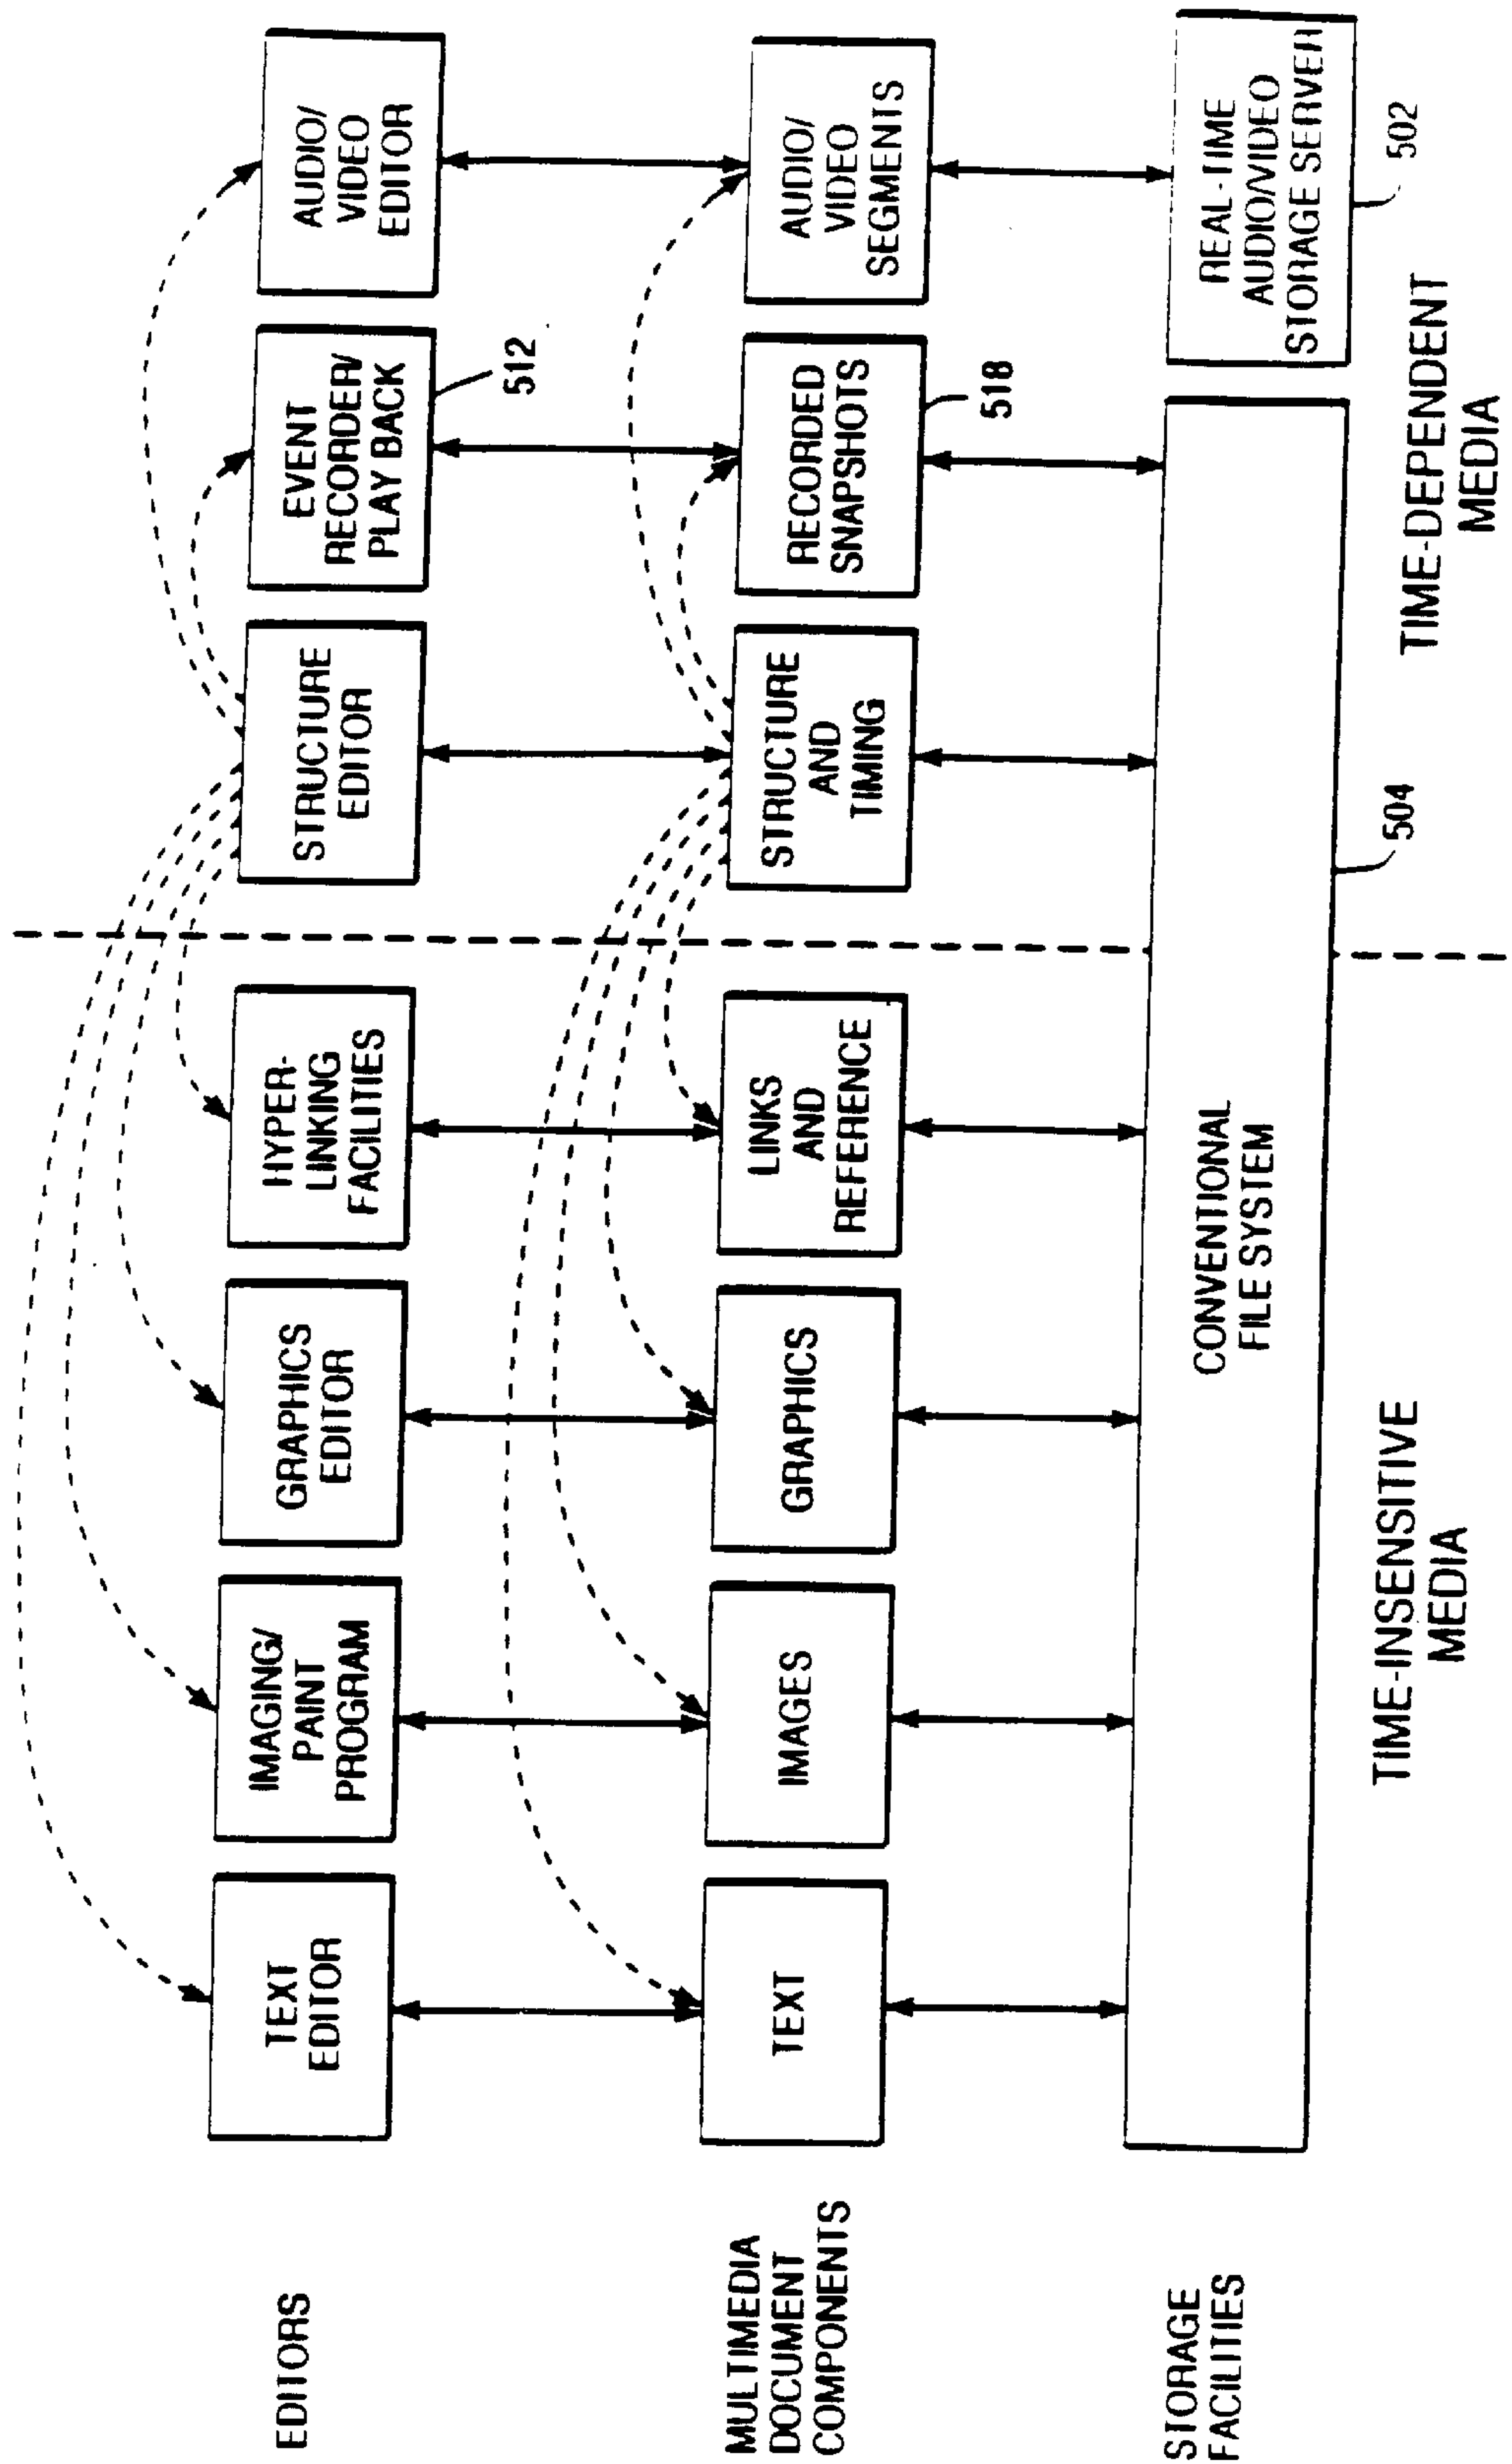 EDITORS
TEXT
EDITOR
IMAGING/
PAINT
PROGRAM
GRAPHICS
EDITOR
HYPER-
LINKING
FACILITIES
STRUCTURE
EDITOR
EVENT
RECORDER/
PLAY BACK
512
AUDIO/
VIDEO
EDITOR
MULTIMEDIA
DOCUMENT
COMPONENTS
TEXT
IMAGES
GRAPHICS
LINKS
AND
REFERENCE
STRUCTURE
AND
TIMING
RECORDED
SNAPSHOTS
518
AUDIO/
VIDEO
SEGMENTS
STORAGE
FACILITIES
CONVENTIONAL
FILE SYSTEM
504
REAL-TIME
AUDIO/VIDEO
STORAGE SERVER
502
TIME-INSENSITIVE
MEDIA
TIME-DEPENDENT
MEDIA